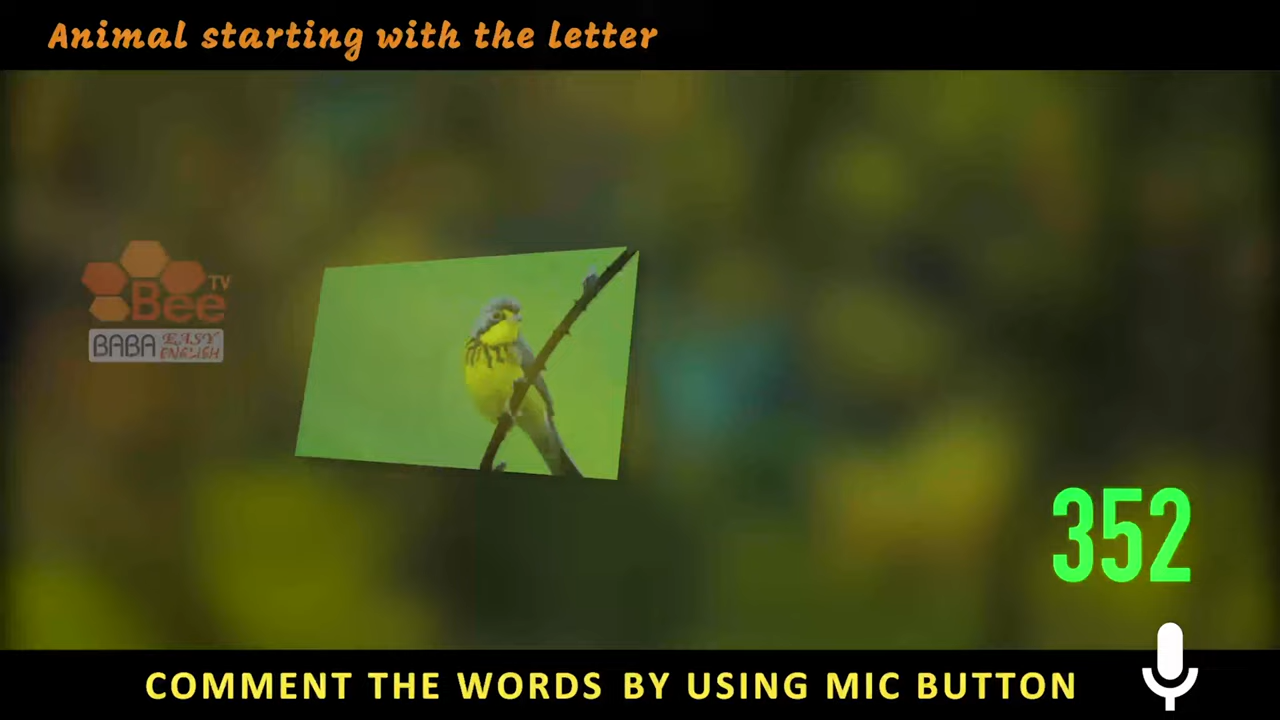 Animal starting with the letter
Bee TV
BABA EASY ENGLISH
352
COMMENT THE WORDS BY USING MIC BUTTON